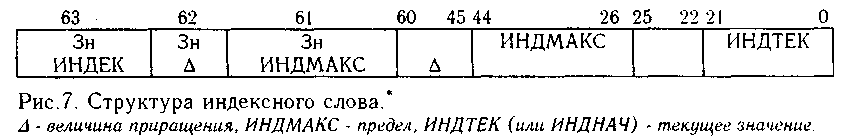 63 62 61 60 45 44 26 25 22 21 0
Зн Зн Зн ИНДМАКС ИНДТЕК
ИНДЕК Δ ИНДМАКС Δ
Рис.7. Структура индексного слова.*
Δ - величина приращения, ИНДМАКС - предел, ИНДТЕК (или ИНДНАЧ) - текущее значение.